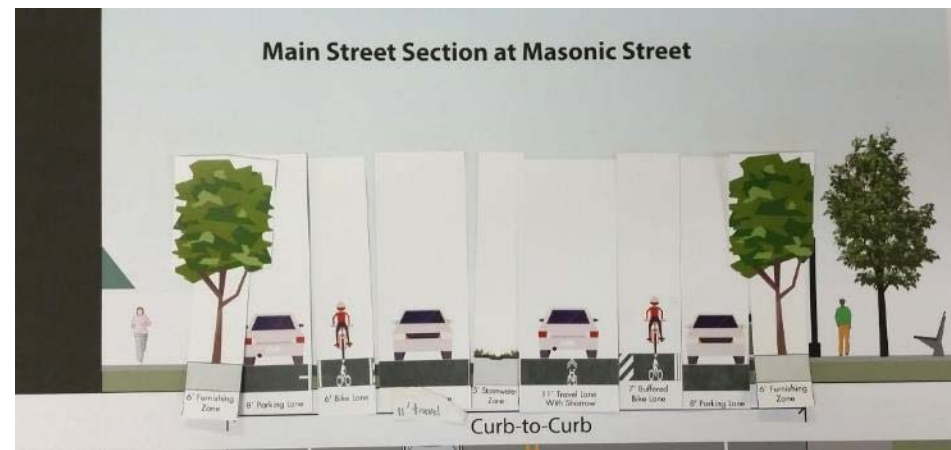 Main Street Section at Masonic Street
6' Furnishing
Zone
8' Parking Lane
6' Bike Lane
11' travel
5' Stormwater
Zone
11' Travel Lane
With Sharrow
7' Buffered
Bike Lane
8' Parking Lane
6' Furnishing
Zone
Curb-to-Curb